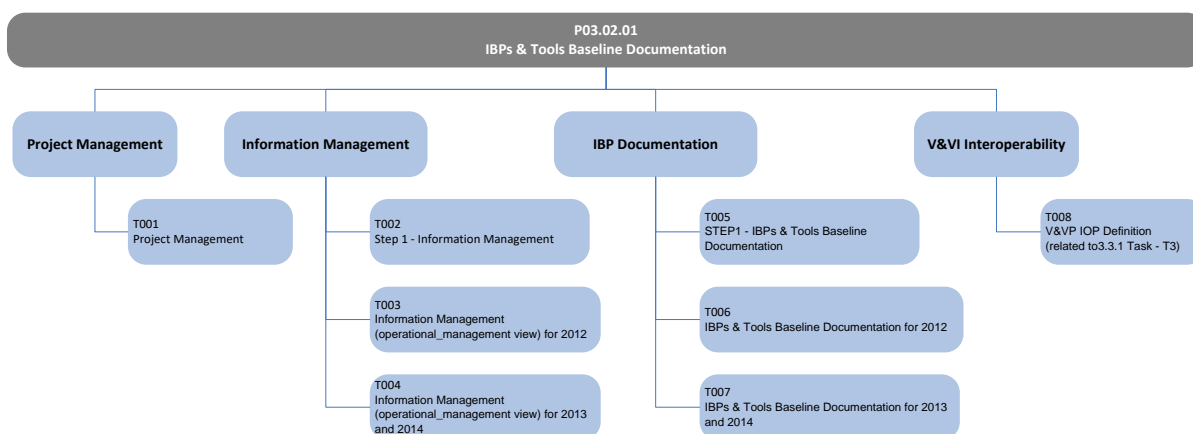 P03.02.01
IBPs & Tools Baseline Documentation
Project Management
Information Management
IBP Documentation
V&VI Interoperability
T001
Project Management
T002
Step 1 - Information Management
T005
STEP1 - IBPs & Tools Baseline
Documentation
T008
V&VP IOP Definition
(related to3.3.1 Task - T3)
T003
Information Management
(operational_management view) for 2012
T006
IBPs & Tools Baseline Documentation for 2012
T004
Information Management
(operational_management view) for 2013
and 2014
T007
IBPs & Tools Baseline Documentation for 2013
and 2014